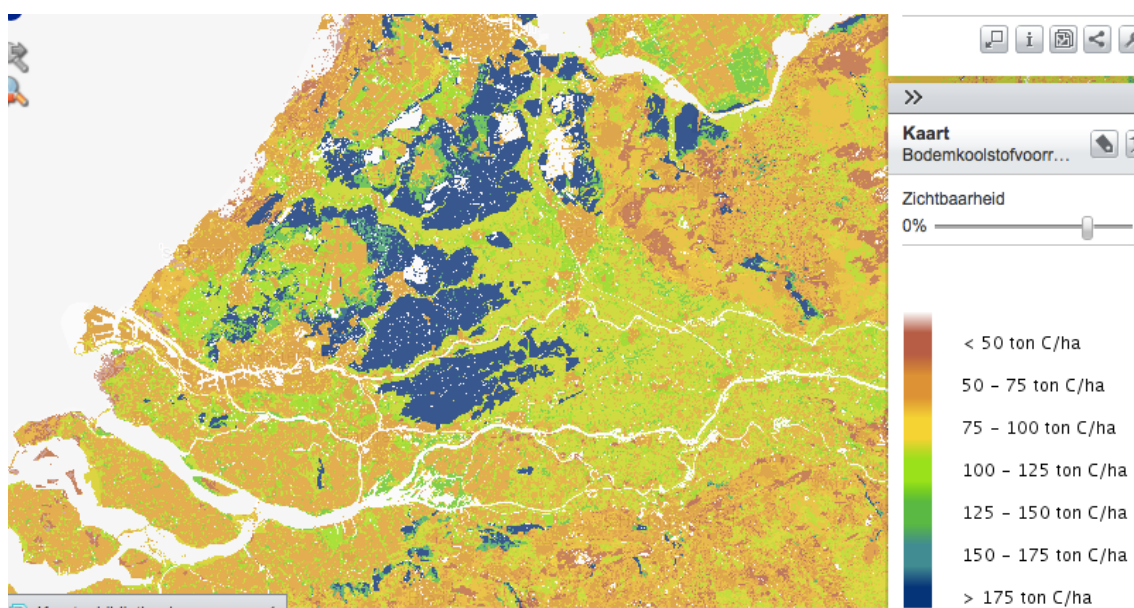 Kaart
Bodemkoolstofvoorr...
Zichtbaarheid
0%
< 50 ton C/ha
50 – 75 ton C/ha
75 – 100 ton C/ha
100 – 125 ton C/ha
125 – 150 ton C/ha
150 – 175 ton C/ha
> 175 ton C/ha